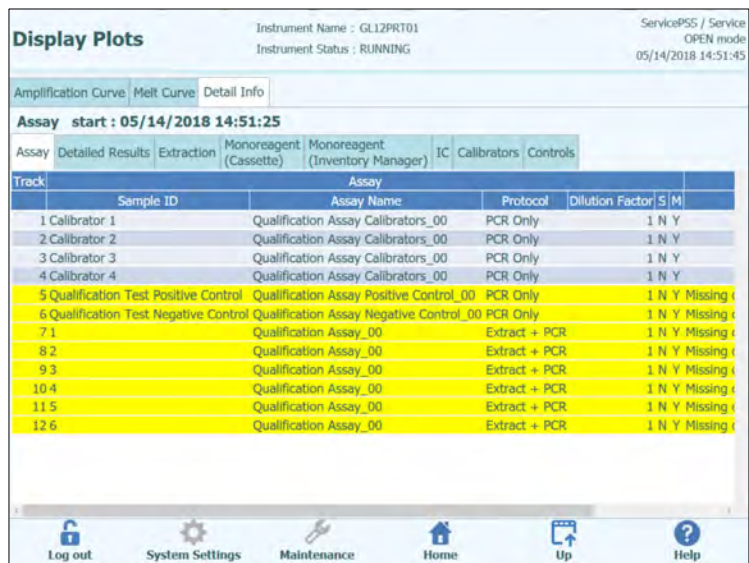 Display Plots
Instrument Name : GL12PRT01
Instrument Status : RUNNING
ServicePSS / Service
OPEN mode
05/14/2018 14:51:45
Amplification Curve Melt Curve Detail Info
Assay start : 05/14/2018 14:51:25
Assay Detailed Results Extraction Monoreagent (Cassette) Monoreagent (Inventory Manager) IC Calibrators Controls
Track Assay
Sample ID Assay Name Protocol Dilution Factor S M
1 Calibrator 1 Qualification Assay Calibrators_00 PCR Only 1 N Y
2 Calibrator 2 Qualification Assay Calibrators_00 PCR Only 1 N Y
3 Calibrator 3 Qualification Assay Calibrators_00 PCR Only 1 N Y
4 Calibrator 4 Qualification Assay Calibrators_00 PCR Only 1 N Y
5 Qualification Test Positive Control Qualification Assay Positive Control_00 PCR Only 1 N Y Missing
6 Qualification Test Negative Control Qualification Assay Negative Control_00 PCR Only 1 N Y Missing
7 1 Qualification Assay_00 Extract + PCR 1 N Y Missing
8 2 Qualification Assay_00 Extract + PCR 1 N Y Missing
9 3 Qualification Assay_00 Extract + PCR 1 N Y Missing
10 4 Qualification Assay_00 Extract + PCR 1 N Y Missing
11 5 Qualification Assay_00 Extract + PCR 1 N Y Missing
12 6 Qualification Assay_00 Extract + PCR 1 N Y Missing
Log out System Settings Maintenance Home Up Help